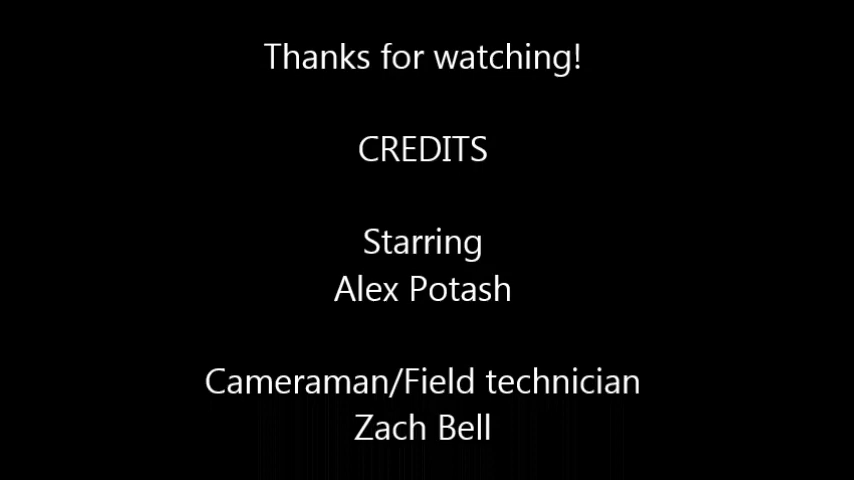 Thanks for watching!
CREDITS
Starring
Alex Potash
Cameraman/Field technician
Zach Bell